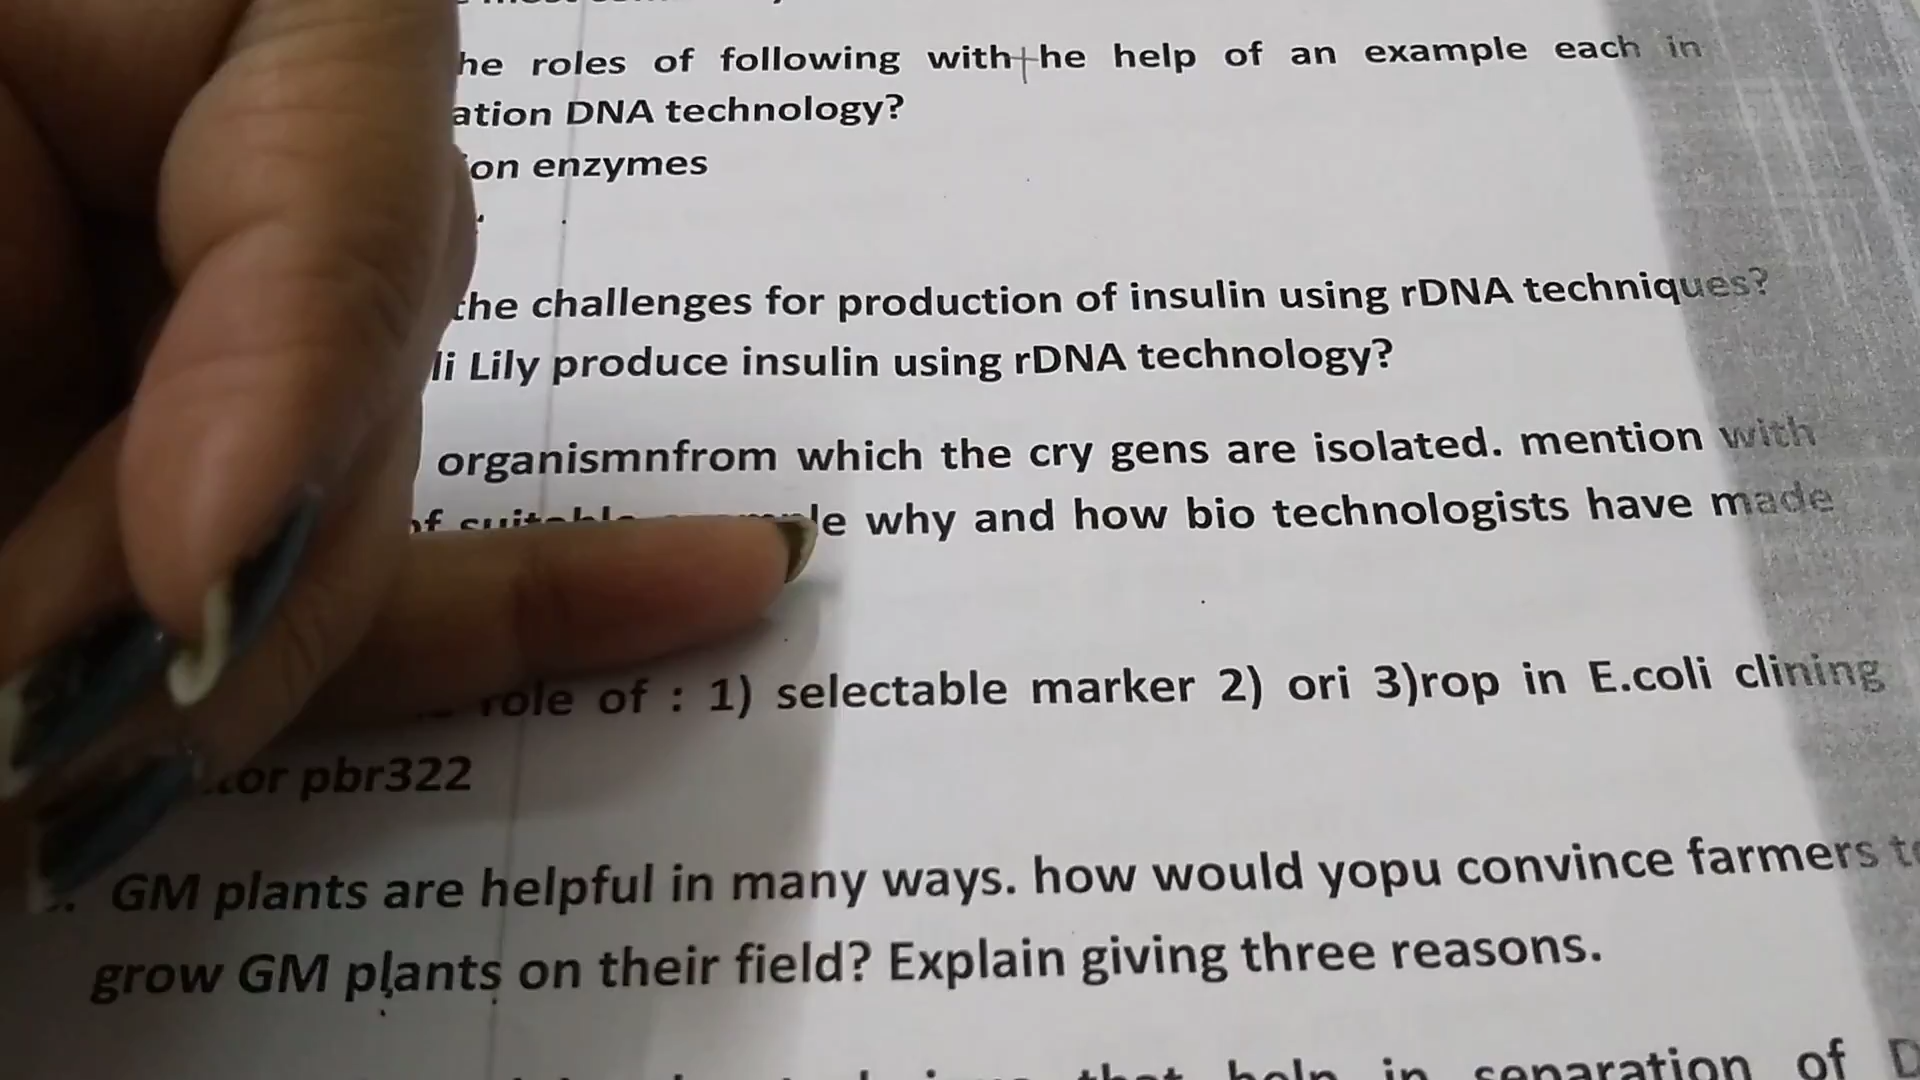 he roles of following with he help of an example each in
ation DNA technology?
on enzymes
the challenges for production of insulin using rDNA techniques?
li Lily produce insulin using rDNA technology?
organismnfrom which the cry gens are isolated. mention with
of suitable why and how bio technologists have made
role of : 1) selectable marker 2) ori 3)rop in E.coli clining
tor pbr322
GM plants are helpful in many ways. how would yopu convince farmers to
grow GM plants on their field? Explain giving three reasons.
that help in separation of D